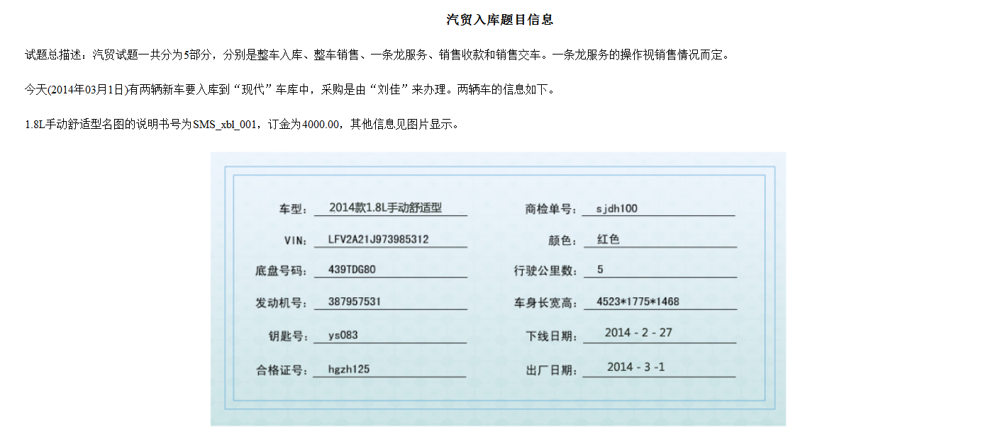 汽贸入库题目信息
试题总描述：汽贸试题一共分为5部分，分别是整车入库、整车销售、一条龙服务、销售收款和销售交车。一条龙服务的操作视销售情况而定。
今天(2014年03月1日)有两辆新车要入库到“现代”车库中，采购是由“刘佳”来办理。两辆车的信息如下。
1.8L手动舒适型名图的说明书号为SMS_xbl_001，订金为4000.00，其他信息见图片显示。
车型： 2014款1.8L手动舒适型 商检单号： sjdh100
VIN： LFV2A21J973985312 颜色： 红色
底盘号码： 439TDG80 行驶公里数： 5
发动机号： 387957531 车身长宽高： 4523*1775*1468
钥匙号： ys083 下线日期： 2014 - 2 - 27
合格证号： hgzh125 出厂日期： 2014 - 3 -1